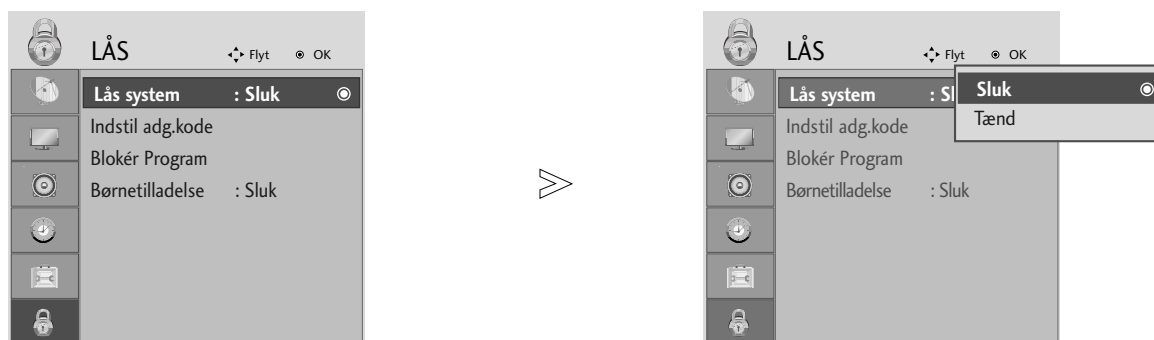 LÅS Flyt OK
Lås system : Sluk
Indstil adg.kode
Blokér Program
Børnetilladelse : Sluk
LÅS Flyt OK
Lås system : Sl
Sluk
Tænd
Indstil adg.kode
Blokér Program
Børnetilladelse : Sluk